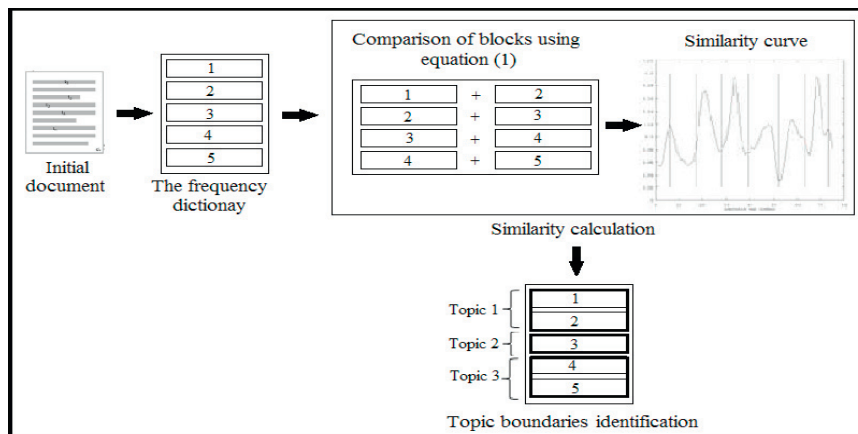 Comparison of blocks using
equation (1)
Similarity curve
1
2
3
4
5
1 + 2
2 + 3
3 + 4
4 + 5
Initial
document
The frequency
dictionay
Similarity calculation
Topic 1
1
2
Topic 2
3
Topic 3
4
5
Topic boundaries identification